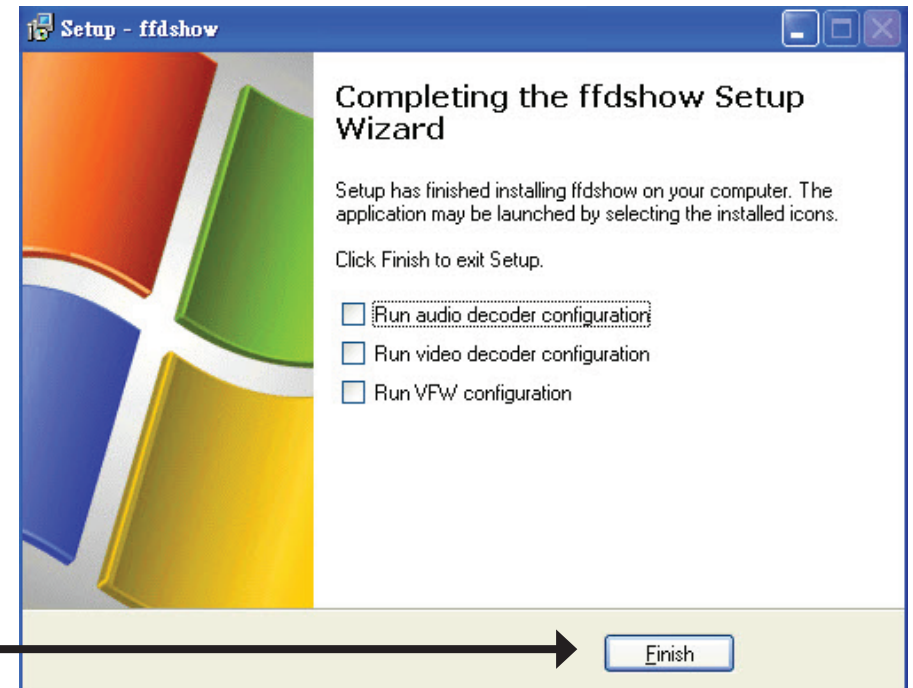 Setup - ffdshow
Completing the ffdshow Setup
Wizard
Setup has finished installing ffdshow on your computer. The
application may be launched by selecting the installed icons.
Click Finish to exit Setup.
Run audio decoder configuration
Run video decoder configuration
Run VFW configuration
Finish